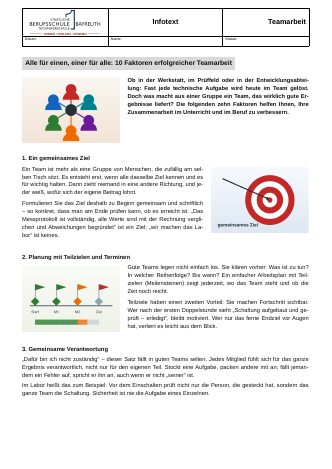 STAATLICHE
BERUFSSCHULE I BAYREUTH
TECHNIKERSCHULE
Infotext
Teamarbeit
Datum:
Name:
Klasse:
Alle für einen, einer für alle: 10 Faktoren erfolgreicher Teamarbeit
Ob in der Werkstatt, im Prüffeld oder in der Entwicklungsabtei-
lung: Fast jede technische Aufgabe wird heute im Team gelöst.
Doch was macht aus einer Gruppe ein Team, das wirklich gute Er-
gebnisse liefert? Die folgenden zehn Faktoren helfen Ihnen, Ihre
Zusammenarbeit im Unterricht und im Beruf zu verbessern.
1. Ein gemeinsames Ziel
Ein Team ist mehr als eine Gruppe von Menschen, die zufällig am sel-
ben Tisch sitzt. Es entsteht erst, wenn alle dasselbe Ziel kennen und es
für wichtig halten. Dann zieht niemand in eine andere Richtung, und je-
der weiß, wofür sich der eigene Beitrag lohnt.
Formulieren Sie das Ziel deshalb zu Beginn gemeinsam und schriftlich
– so konkret, dass man am Ende prüfen kann, ob es erreicht ist. „Das
Messprotokoll ist vollständig, alle Werte sind mit der Rechnung vergli-
chen und Abweichungen begründet“ ist ein Ziel; „wir machen das La-
bor“ ist keines.
gemeinsames Ziel
2. Planung mit Teilzielen und Terminen
Gute Teams legen nicht einfach los. Sie klären vorher: Was ist zu tun?
In welcher Reihenfolge? Bis wann? Ein einfacher Arbeitsplan mit Teil-
zielen (Meilensteinen) zeigt jederzeit, wo das Team steht und ob die
Zeit noch reicht.
Teilziele haben einen zweiten Vorteil: Sie machen Fortschritt sichtbar.
Wer nach der ersten Doppelstunde sieht „Schaltung aufgebaut und ge-
prüft – erledigt“, bleibt motiviert. Wer nur das ferne Endziel vor Augen
hat, verliert es leicht aus dem Blick.
Start
M1
M2
Ziel
3. Gemeinsame Verantwortung
„Dafür bin ich nicht zuständig“ – dieser Satz fällt in guten Teams selten. Jedes Mitglied fühlt sich für das ganze
Ergebnis verantwortlich, nicht nur für den eigenen Teil. Stockt eine Aufgabe, packen andere mit an; fällt jeman-
dem ein Fehler auf, spricht er ihn an, auch wenn er nicht „seiner“ ist.
Im Labor heißt das zum Beispiel: Vor dem Einschalten prüft nicht nur die Person, die gesteckt hat, sondern das
ganze Team die Schaltung. Sicherheit ist nie die Aufgabe eines Einzelnen.